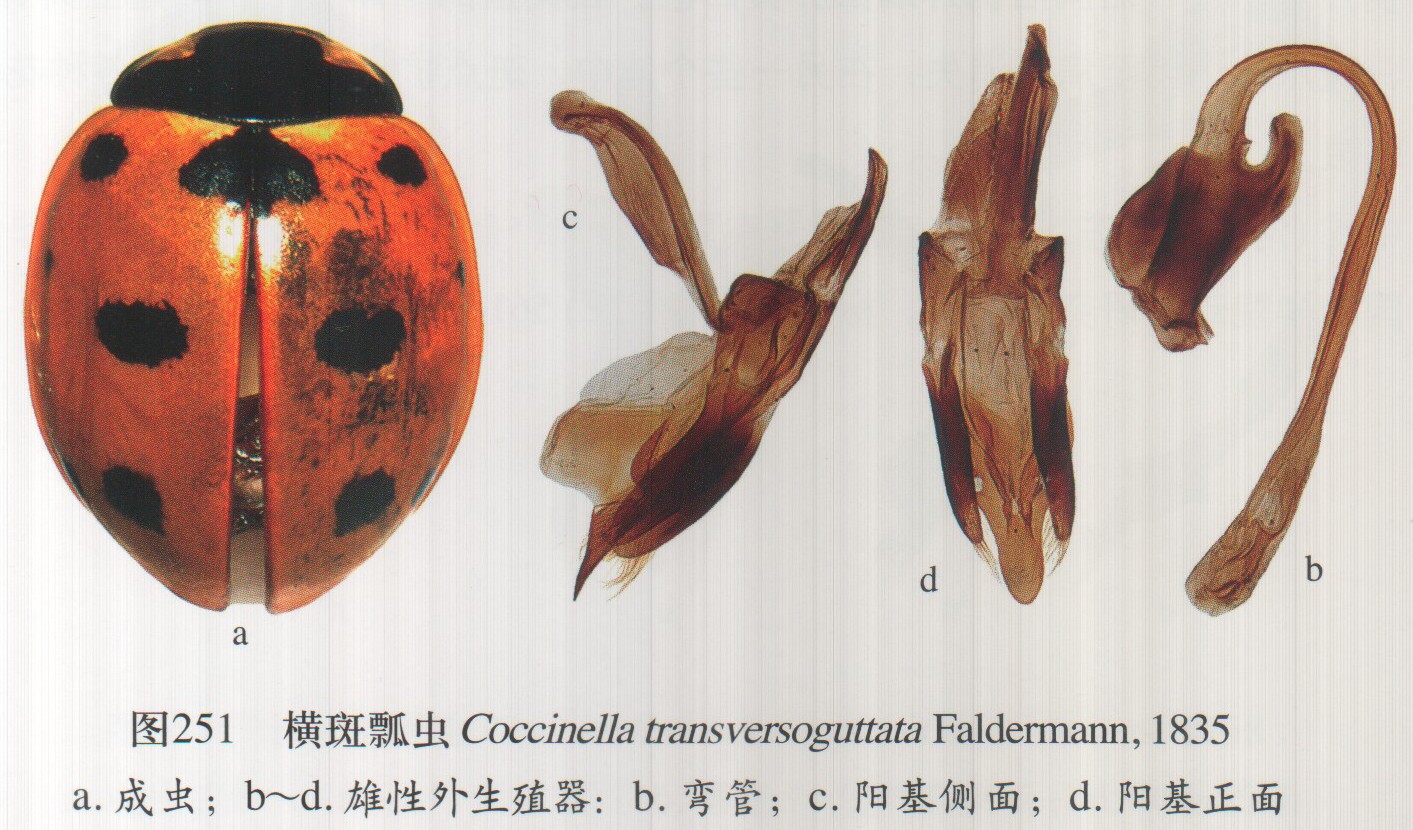 c
d
b
a
图251 横斑瓢虫 Coccinella transversoguttata Faldermann, 1835
a. 成虫；b～d. 雄性外生殖器：b. 弯管；c. 阳基侧面；d. 阳基正面